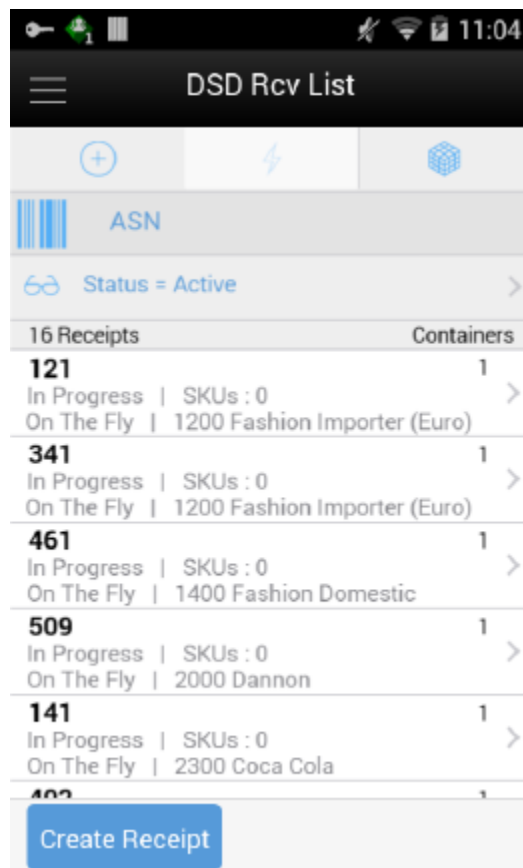 1
11:04
DSD Rcv List
ASN
Status = Active
16 Receipts Containers
121 1
In Progress | SKUs : 0
On The Fly | 1200 Fashion Importer (Euro)
341 1
In Progress | SKUs : 0
On The Fly | 1200 Fashion Importer (Euro)
461 1
In Progress | SKUs : 0
On The Fly | 1400 Fashion Domestic
509 1
In Progress | SKUs : 0
On The Fly | 2000 Dannon
141 1
In Progress | SKUs : 0
On The Fly | 2300 Coca Cola
1
Create Receipt